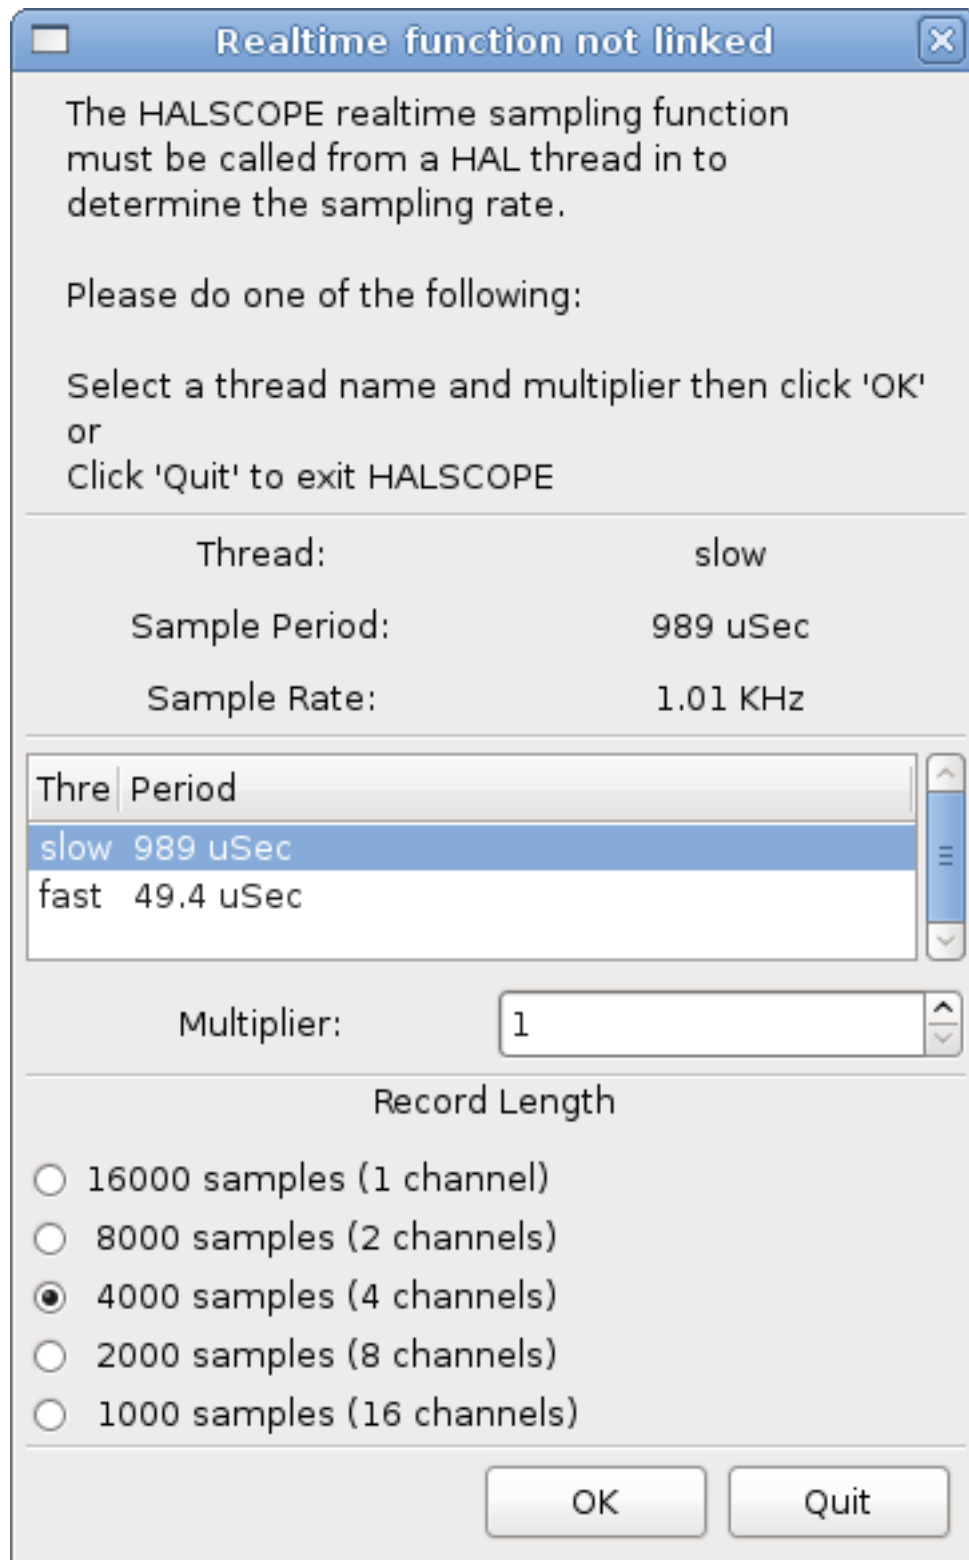 Realtime function not linked
The HALSCOPE realtime sampling function
must be called from a HAL thread in to
determine the sampling rate.
Please do one of the following:
Select a thread name and multiplier then click 'OK'
or
Click 'Quit' to exit HALSCOPE
Thread: slow
Sample Period: 989 uSec
Sample Rate: 1.01 KHz
Thre Period
slow 989 uSec
fast 49.4 uSec
Multiplier: 1
Record Length
16000 samples (1 channel)
8000 samples (2 channels)
4000 samples (4 channels)
2000 samples (8 channels)
1000 samples (16 channels)
OK Quit